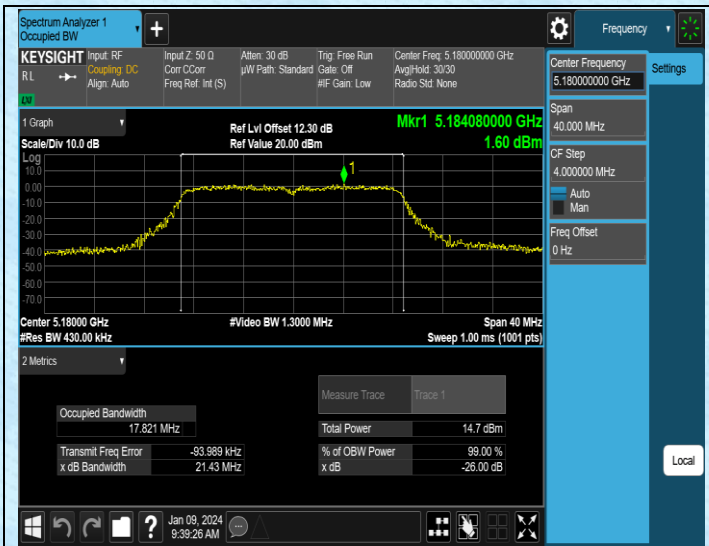 Spectrum Analyzer 1
Occupied BW
+
Frequency
KEYSIGHT
RL
LXI
Input: RF
Coupling: DC
Align: Auto
Input Z: 50 Ω
Corr CCorr
Freq Ref: Int (S)
Atten: 30 dB
µW Path: Standard
Trig: Free Run
Gate: Off
#IF Gain: Low
Center Freq: 5.180000000 GHz
Avg|Hold: 30/30
Radio Std: None
Center Frequency
5.180000000 GHz
Settings
Span
40.000 MHz
CF Step
4.000000 MHz
Auto
Man
Freq Offset
0 Hz
1 Graph
Scale/Div 10.0 dB
Ref Lvl Offset 12.30 dB
Ref Value 20.00 dBm
Mkr1 5.184080000 GHz
1.60 dBm
Log
10.0
0.00
-10.0
-20.0
-30.0
-40.0
-50.0
-60.0
-70.0
1
Center 5.18000 GHz
#Res BW 430.00 kHz
#Video BW 1.3000 MHz
Span 40 MHz
Sweep 1.00 ms (1001 pts)
2 Metrics
Measure Trace
Trace 1
Occupied Bandwidth
17.821 MHz
Total Power
14.7 dBm
Transmit Freq Error
-93.989 kHz
% of OBW Power
99.00 %
x dB Bandwidth
21.43 MHz
x dB
-26.00 dB
Local
?
Jan 09, 2024
9:39:26 AM